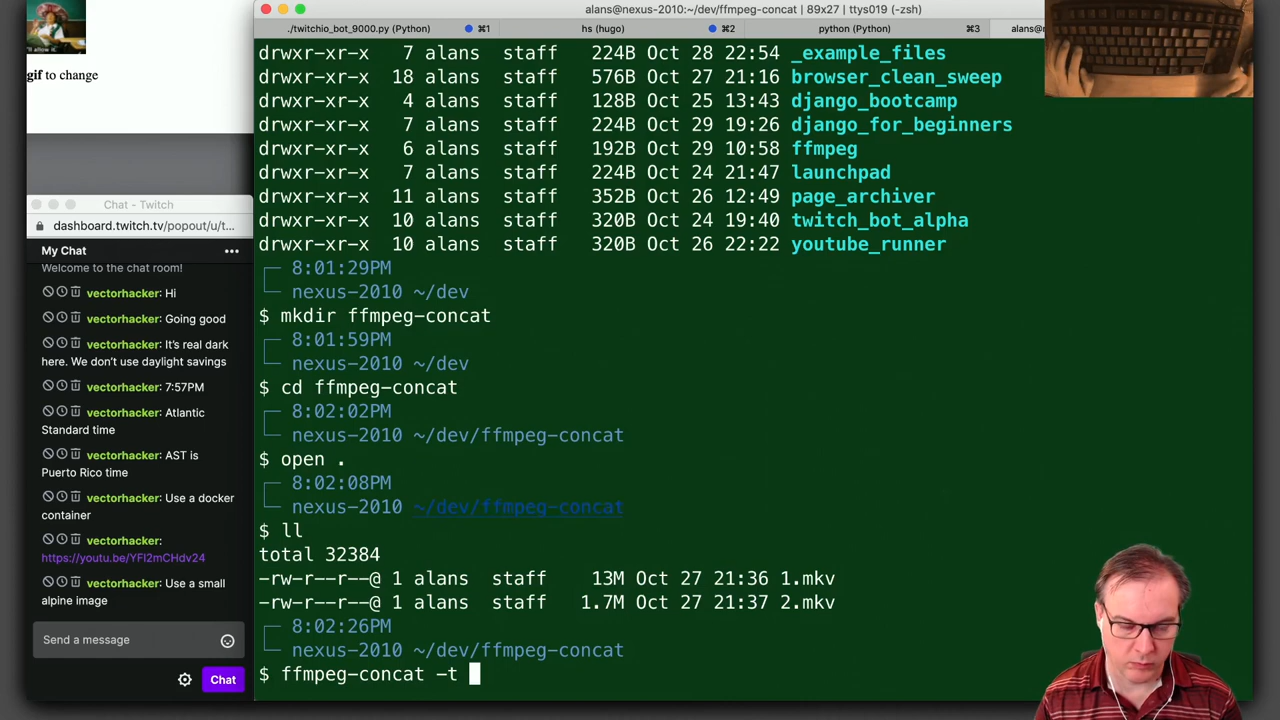 gif to change
Chat - Twitch
dashboard.twitch.tv/popout/u/t...
My Chat
Welcome to the chat room!
vectorhacker: Hi
vectorhacker: Going good
vectorhacker: It's real dark
here. We don't use daylight savings
vectorhacker: 7:57PM
vectorhacker: Atlantic
Standard time
vectorhacker: AST is
Puerto Rico time
vectorhacker: Use a docker
container
vectorhacker:
https://youtu.be/YFl2mCHdv24
vectorhacker: Use a small
alpine image
Send a message
Chat
alans@nexus-2010:~/dev/ffmpeg-concat | 89x27 | ttys019 (-zsh)
./twitchio_bot_9000.py (Python) ⌘1 hs (hugo) ⌘2 python (Python) ⌘3 alans@n
drwxr-xr-x 7 alans staff 224B Oct 28 22:54 _example_files
drwxr-xr-x 18 alans staff 576B Oct 27 21:16 browser_clean_sweep
drwxr-xr-x 4 alans staff 128B Oct 25 13:43 django_bootcamp
drwxr-xr-x 7 alans staff 224B Oct 29 19:26 django_for_beginners
drwxr-xr-x 6 alans staff 192B Oct 29 10:58 ffmpeg
drwxr-xr-x 7 alans staff 224B Oct 24 21:47 launchpad
drwxr-xr-x 11 alans staff 352B Oct 26 12:49 page_archiver
drwxr-xr-x 10 alans staff 320B Oct 24 19:40 twitch_bot_alpha
drwxr-xr-x 10 alans staff 320B Oct 26 22:22 youtube_runner
8:01:29PM
nexus-2010 ~/dev
$ mkdir ffmpeg-concat
8:01:59PM
nexus-2010 ~/dev
$ cd ffmpeg-concat
8:02:02PM
nexus-2010 ~/dev/ffmpeg-concat
$ open .
8:02:08PM
nexus-2010 ~/dev/ffmpeg-concat
$ ll
total 32384
-rw-r--r--@ 1 alans staff 13M Oct 27 21:36 1.mkv
-rw-r--r--@ 1 alans staff 1.7M Oct 27 21:37 2.mkv
8:02:26PM
nexus-2010 ~/dev/ffmpeg-concat
$ ffmpeg-concat -t